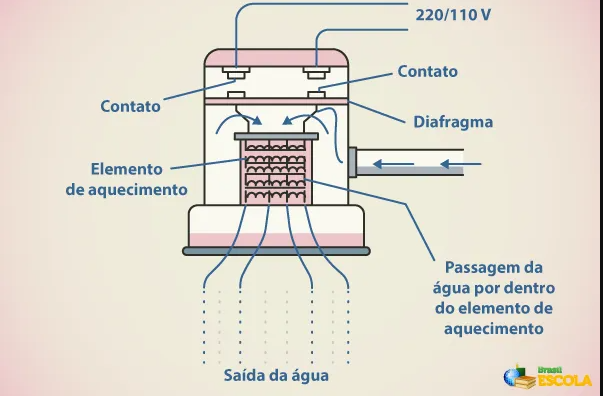 220/110 V
Contato
Contato
Diafragma
Elemento
de aquecimento
Passagem da
água por dentro
do elemento de
aquecimento
Saída da água
Brasil
ESCOLA